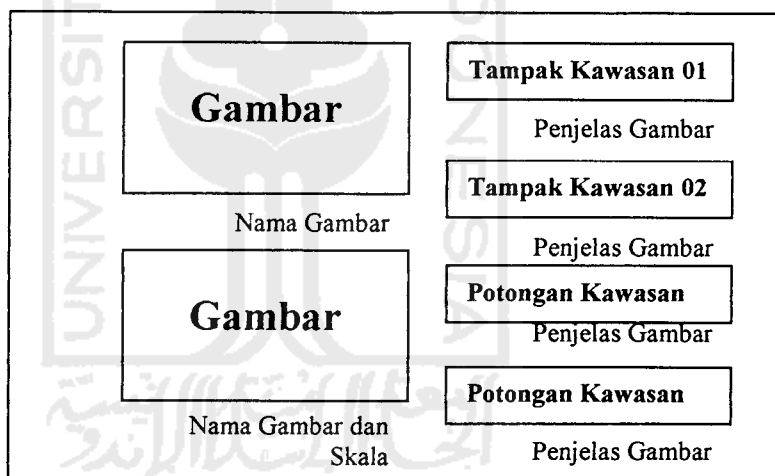 Gambar
Nama Gambar
Gambar
Nama Gambar dan
Skala
Tampak Kawasan 01
Penjelas Gambar
Tampak Kawasan 02
Penjelas Gambar
Potongan Kawasan
Penjelas Gambar
Potongan Kawasan
Penjelas Gambar